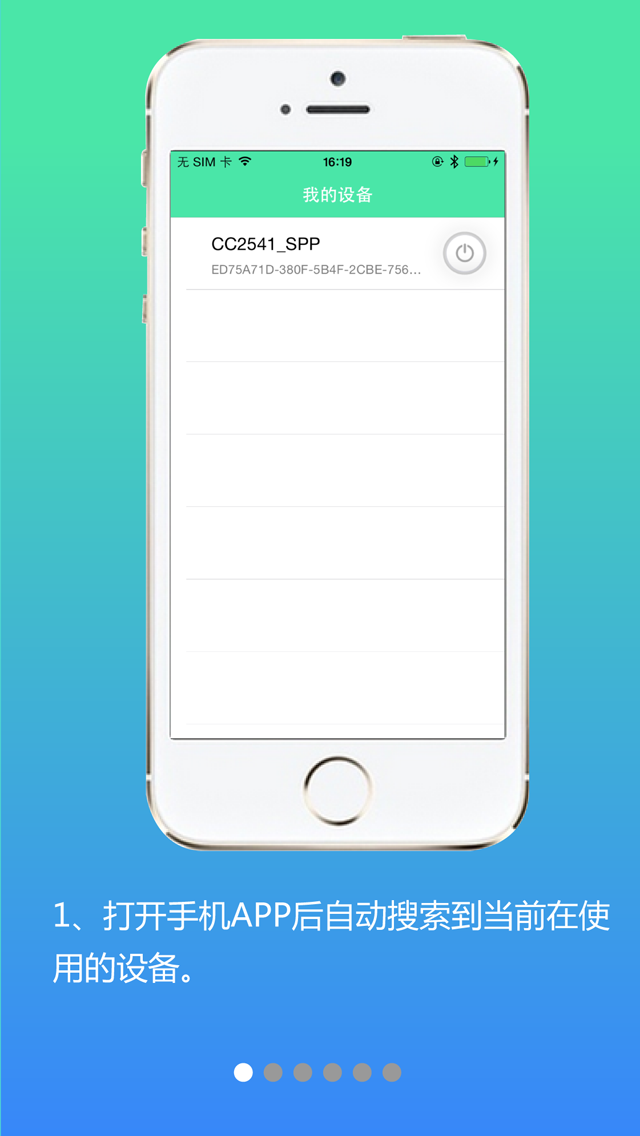 无 SIM 卡 16:19
我的设备
CC2541_SPP
ED75A71D-380F-5B4F-2CBE-756...
1、打开手机APP后自动搜索到当前在使
用的设备。